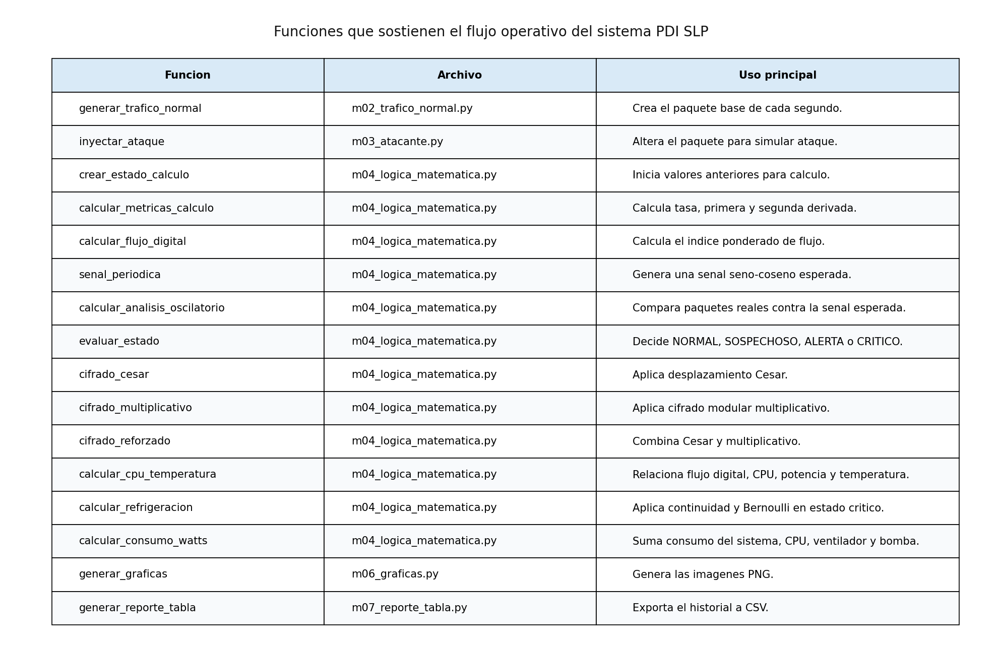 Funciones que sostienen el flujo operativo del sistema PDI SLP
Funcion Archivo Uso principal
generar_trafico_normal m02_trafico_normal.py Crea el paquete base de cada segundo.
inyectar_ataque m03_atacante.py Altera el paquete para simular ataque.
crear_estado_calculo m04_logica_matematica.py Inicia valores anteriores para calculo.
calcular_metricas_calculo m04_logica_matematica.py Calcula tasa, primera y segunda derivada.
calcular_flujo_digital m04_logica_matematica.py Calcula el indice ponderado de flujo.
senal_periodica m04_logica_matematica.py Genera una senal seno-coseno esperada.
calcular_analisis_oscilatorio m04_logica_matematica.py Compara paquetes reales contra la senal esperada.
evaluar_estado m04_logica_matematica.py Decide NORMAL, SOSPECHOSO, ALERTA o CRITICO.
cifrado_cesar m04_logica_matematica.py Aplica desplazamiento Cesar.
cifrado_multiplicativo m04_logica_matematica.py Aplica cifrado modular multiplicativo.
cifrado_reforzado m04_logica_matematica.py Combina Cesar y multiplicativo.
calcular_cpu_temperatura m04_logica_matematica.py Relaciona flujo digital, CPU, potencia y temperatura.
calcular_refrigeracion m04_logica_matematica.py Aplica continuidad y Bernoulli en estado critico.
calcular_consumo_watts m04_logica_matematica.py Suma consumo del sistema, CPU, ventilador y bomba.
generar_graficas m06_graficas.py Genera las imagenes PNG.
generar_reporte_tabla m07_reporte_tabla.py Exporta el historial a CSV.